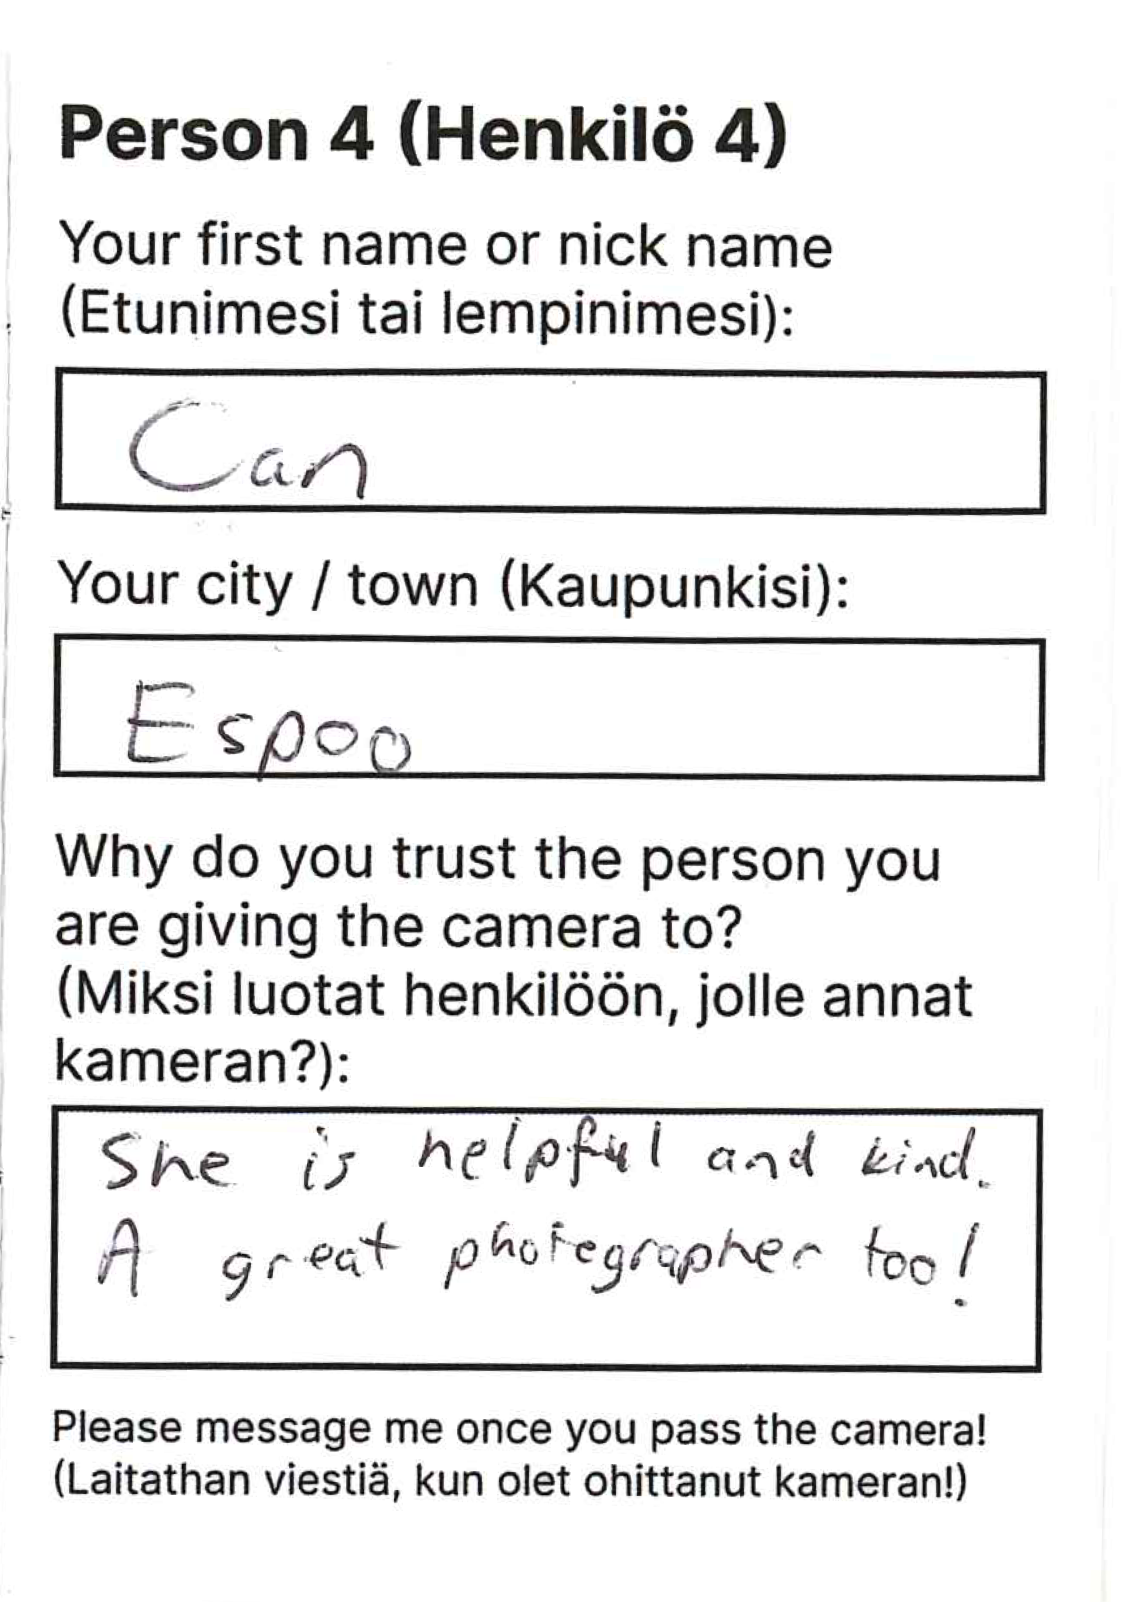 Person 4 (Henkilö 4)
Your first name or nick name
(Etunimesi tai lempinimesi):
Can
Your city / town (Kaupunkisi):
Espoo
Why do you trust the person you
are giving the camera to?
(Miksi luotat henkilöön, jolle annat
kameran?):
She is helpful and kind.
A great photographer too!
Please message me once you pass the camera!
(Laitathan viestiä, kun olet ohittanut kameran!)